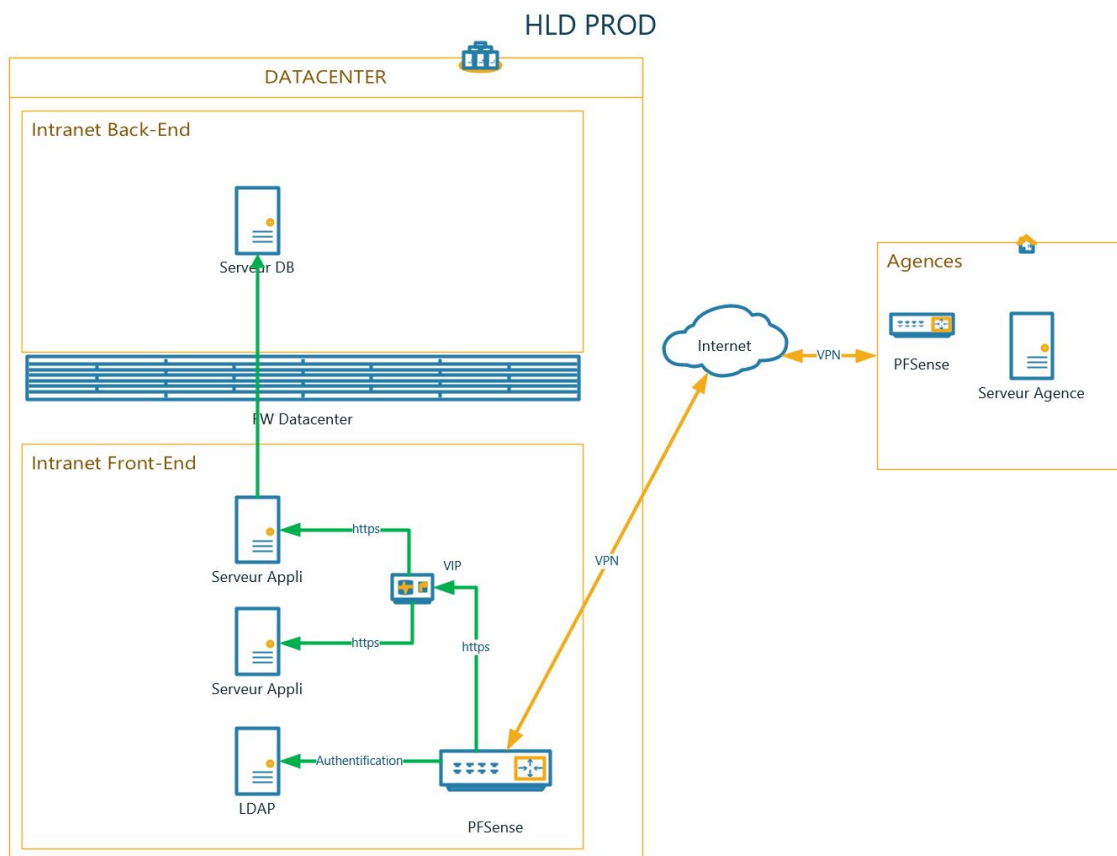 HLD PROD
DATACENTER
Intranet Back-End
Serveur DB
Agences
Internet
VPN
PFSense
Serveur Agence
FW Datacenter
Intranet Front-End
https
Serveur Appli
VIP
VPN
https
https
Serveur Appli
Authentification
LDAP
PFSense